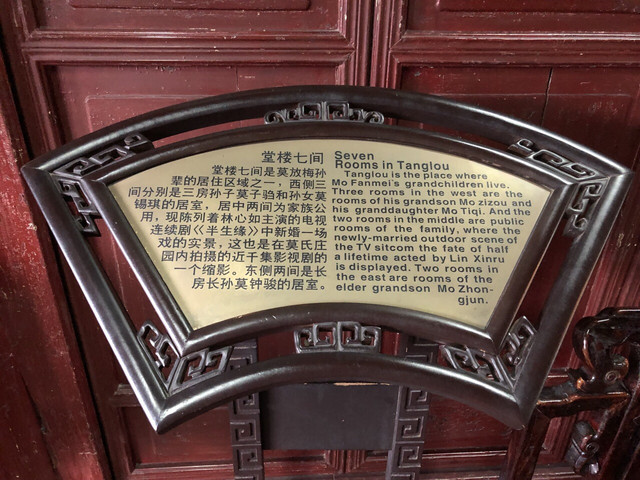 堂楼七间
堂楼七间是莫放梅孙
辈的居住区域之一，西侧三
间分别是三房孙子莫子驺和孙女莫
锡琪的居室，居中两间为家族公
用，现陈列着林心如主演的电视
连续剧《半生缘》中新婚一场
戏的实景，这也是在莫氏庄
园内拍摄的近千集影视剧的
一个缩影。东侧两间是长
房长孙莫钟骏的居室。
Seven
Rooms in Tanglou
Tanglou is the place where
Mo Fanmei's grandchildren live.
Three rooms in the west are the
rooms of his grandson Mo zizou and
his granddaughter Mo Tiqi. And the
two rooms in the middle are public
rooms of the family, where the
newly-married outdoor scene of
the TV sitcom the fate of half
a lifetime acted by Lin Xinru
is displayed. Two rooms in
the east are rooms of the
elder grandson Mo Zhon-
gjun.